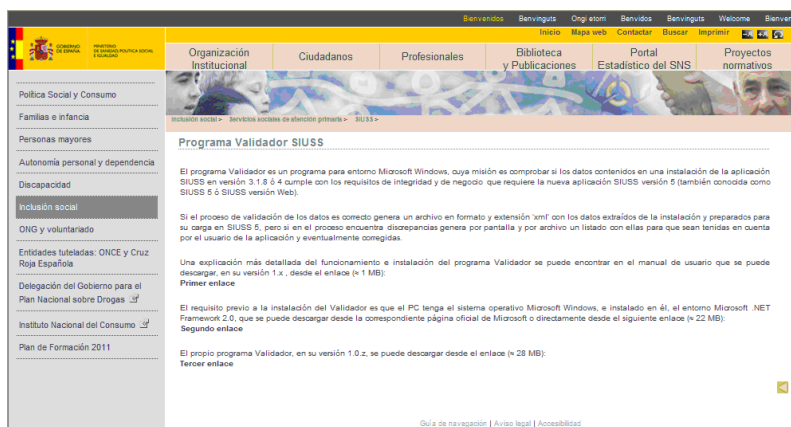 Bienvenidos Benvinguts Ongi etorri Benvidos Benvinguts Welcome Bienven
Inicio Mapa web Contactar Buscar Imprimir
GOBIERNO DE ESPAÑA
MINISTERIO DE SANIDAD, POLÍTICA SOCIAL E IGUALDAD
Organización Institucional
Ciudadanos
Profesionales
Biblioteca y Publicaciones
Portal Estadístico del SNS
Proyectos normativos
Inclusión social > Servicios sociales de atención primaria > SIUSS >
Política Social y Consumo
Familias e infancia
Personas mayores
Autonomía personal y dependencia
Discapacidad
Inclusión social
ONG y voluntariado
Entidades tuteladas: ONCE y Cruz
Roja Española
Delegación del Gobierno para el
Plan Nacional sobre Drogas
Instituto Nacional del Consumo
Plan de Formación 2011
Programa Validador SIUSS
El programa Validador es un programa para entorno Microsoft Windows, cuya misión es comprobar si los datos contenidos en una instalación de la aplicación
SIUSS en versión 3.1.8 ó 4 cumple con los requisitos de integridad y de negocio que requiere la nueva aplicación SIUSS versión 5 (también conocida como
SIUSS 5 ó SIUSS versión Web).
Si el proceso de validación de los datos es correcto genera un archivo en formato y extensión 'xml' con los datos extraídos de la instalación y preparados para
su carga en SIUSS 5, pero si en el proceso encuentra discrepancias genera por pantalla y por archivo un listado con ellas para que sean tenidas en cuenta
por el usuario de la aplicación y eventualmente corregidas.
Una explicación más detallada del funcionamiento e instalación del programa Validador se puede encontrar en el manual de usuario que se puede
descargar, en su versión 1.x , desde el enlace (≈ 1 MB):
Primer enlace
El requisito previo a la instalación del Validador es que el PC tenga el sistema operativo Microsoft Windows, e instalado en él, el entorno Microsoft .NET
Framework 2.0, que se puede descargar desde la correspondiente página oficial de Microsoft o directamente desde el siguiente enlace (≈ 22 MB):
Segundo enlace
El propio programa Validador, en su versión 1.0.z, se puede descargar desde el enlace (≈ 28 MB):
Tercer enlace
Guía de navegación | Aviso legal | Accesibilidad